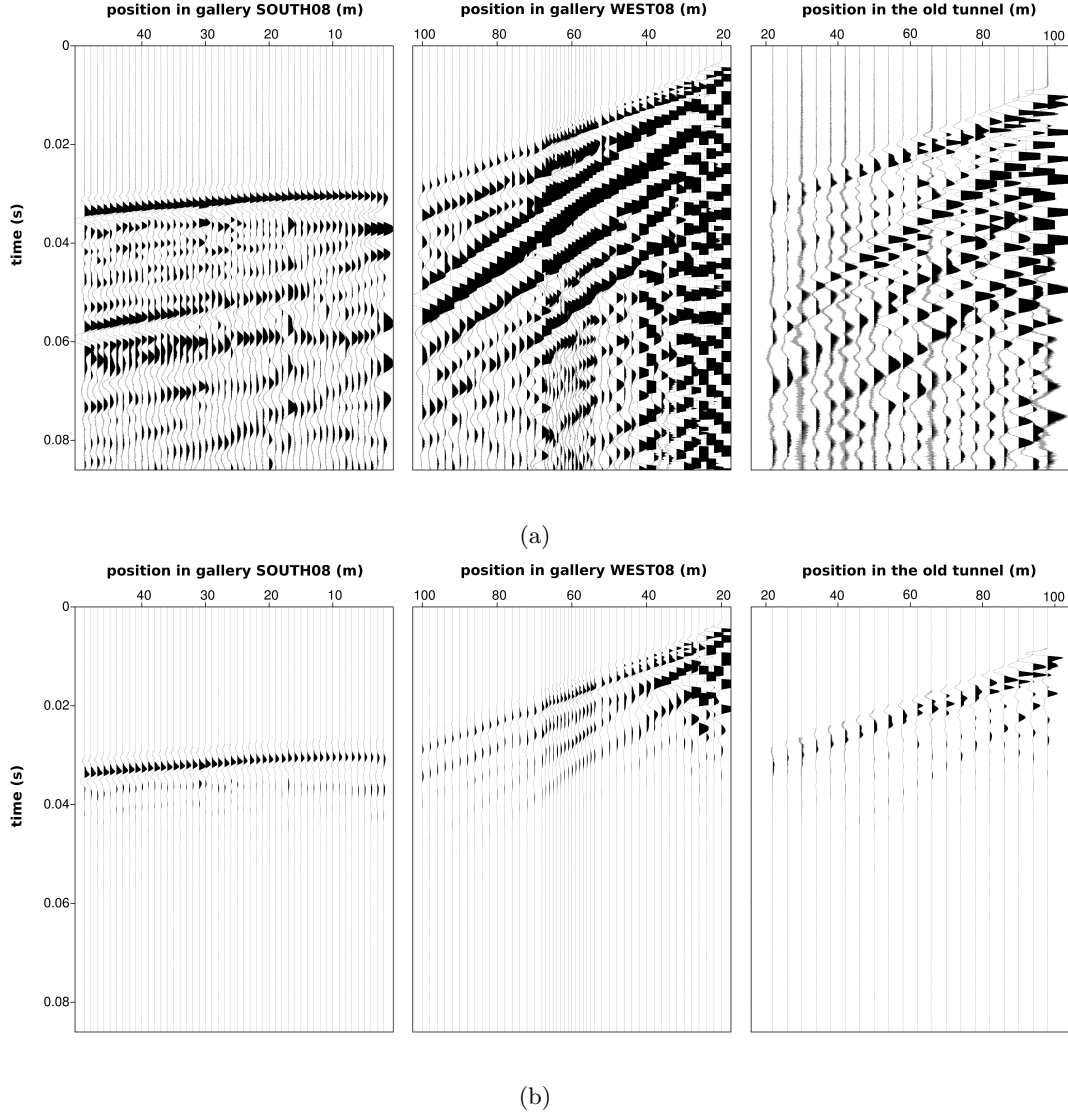 position in gallery SOUTH08 (m) position in gallery WEST08 (m) position in the old tunnel (m)
40 30 20 10 100 80 60 40 20 20 40 60 80 100
0
0.02
0.04
0.06
0.08
time (s)
(a)
position in gallery SOUTH08 (m) position in gallery WEST08 (m) position in the old tunnel (m)
40 30 20 10 100 80 60 40 20 20 40 60 80 100
0
0.02
0.04
0.06
0.08
time (s)
(b)